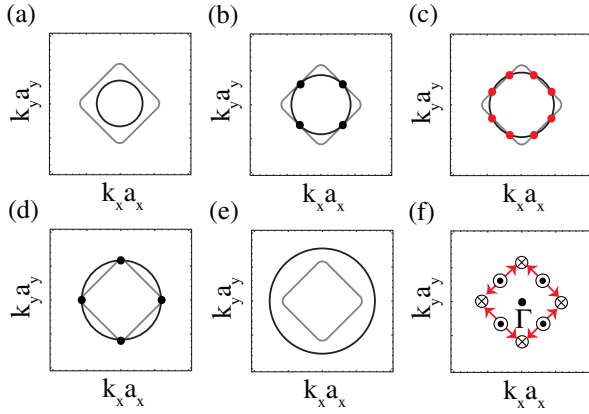 (a) (b) (c)
k_y a_y k_y a_y k_y a_y
k_x a_x k_x a_x k_x a_x
(d) (e) (f)
k_y a_y k_y a_y k_y a_y
Γ
k_x a_x k_x a_x k_x a_x